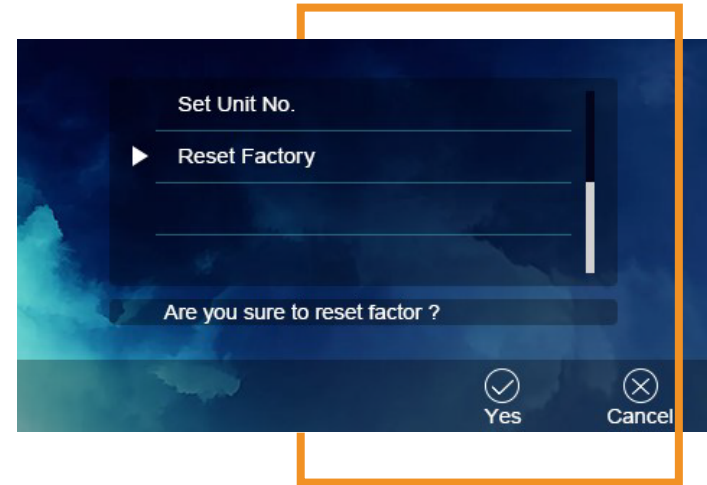 Set Unit No.
Reset Factory
Are you sure to reset factor ?
Yes
Cancel